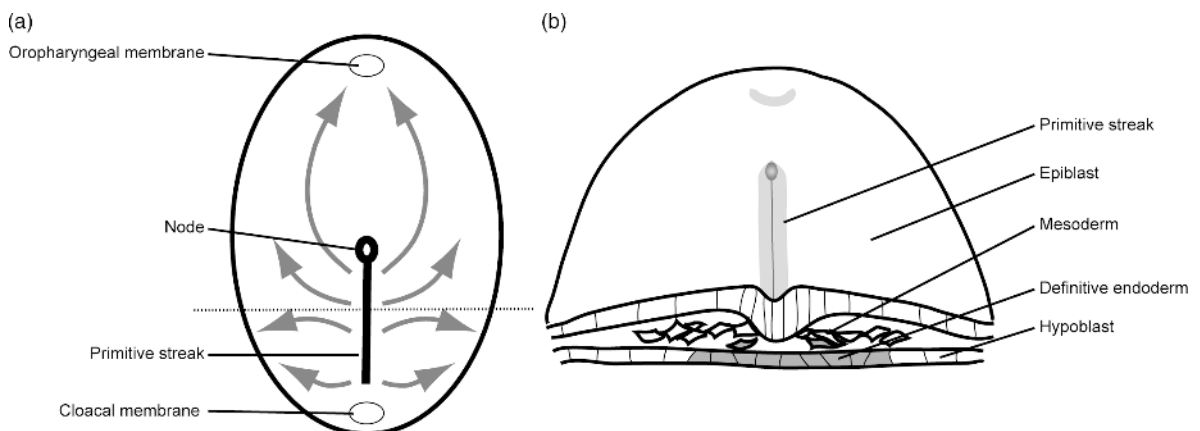 (a)
Oropharyngeal membrane
Node
Primitive streak
Cloacal membrane
(b)
Primitive streak
Epiblast
Mesoderm
Definitive endoderm
Hypoblast